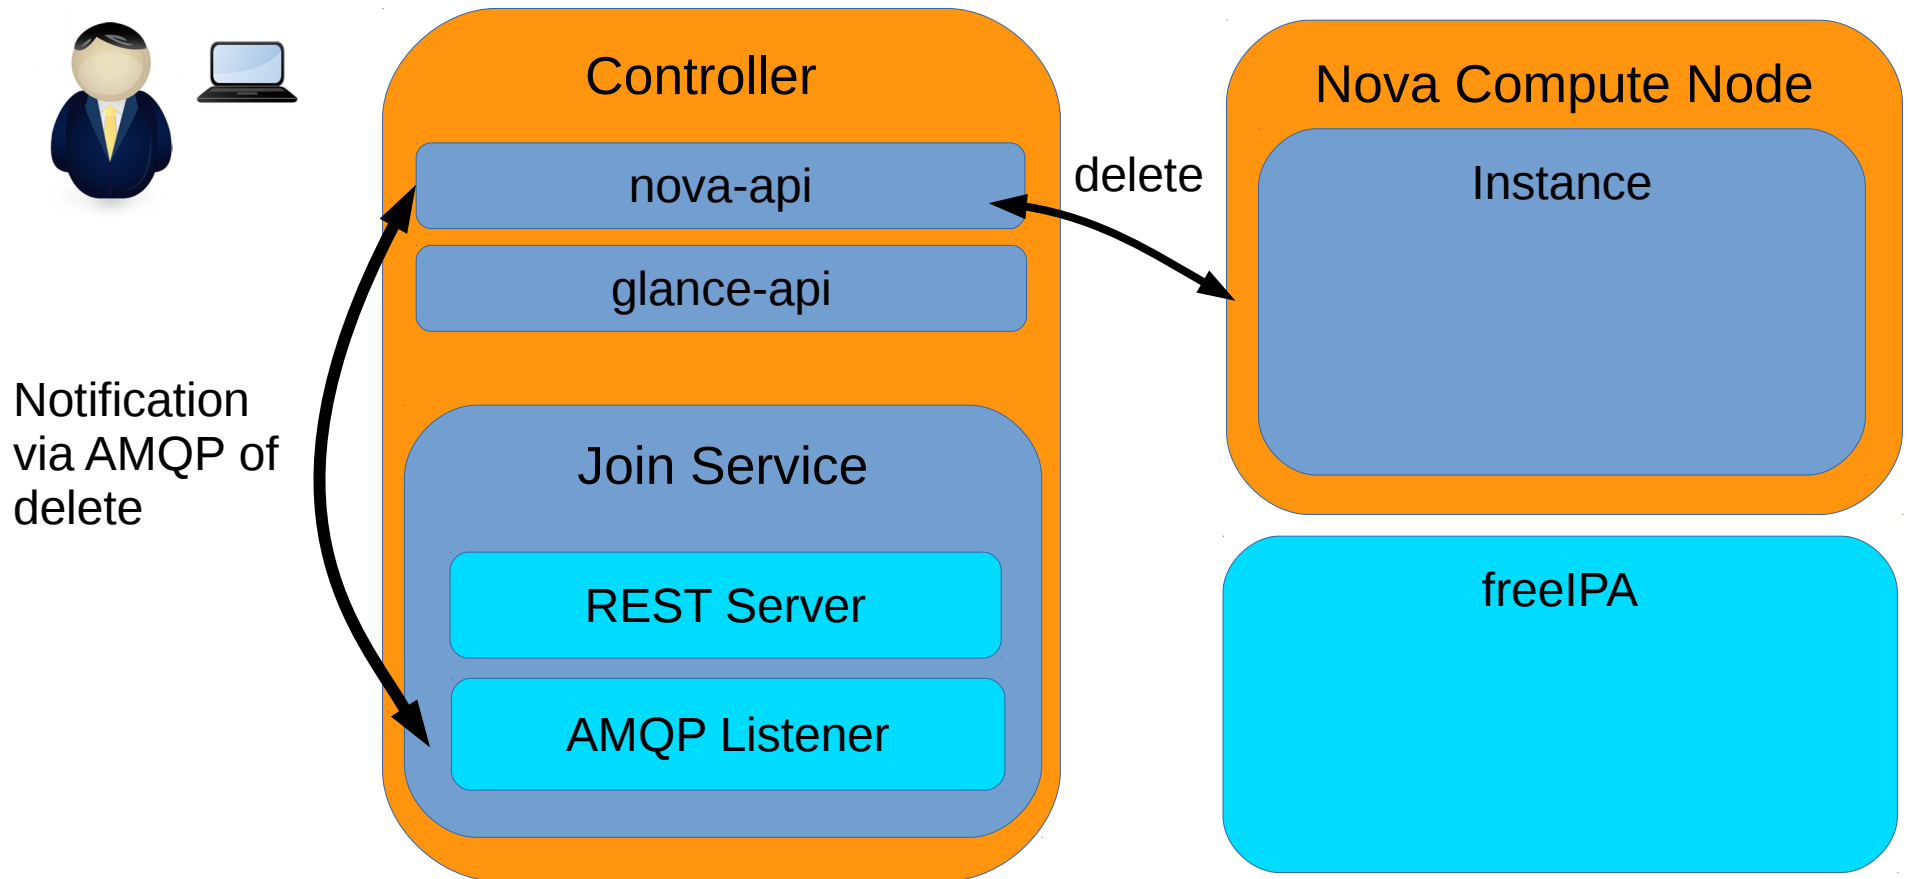 Controller
nova-api
glance-api
delete
Nova Compute Node
Instance
Notification
via AMQP of
delete
Join Service
REST Server
AMQP Listener
freeIPA